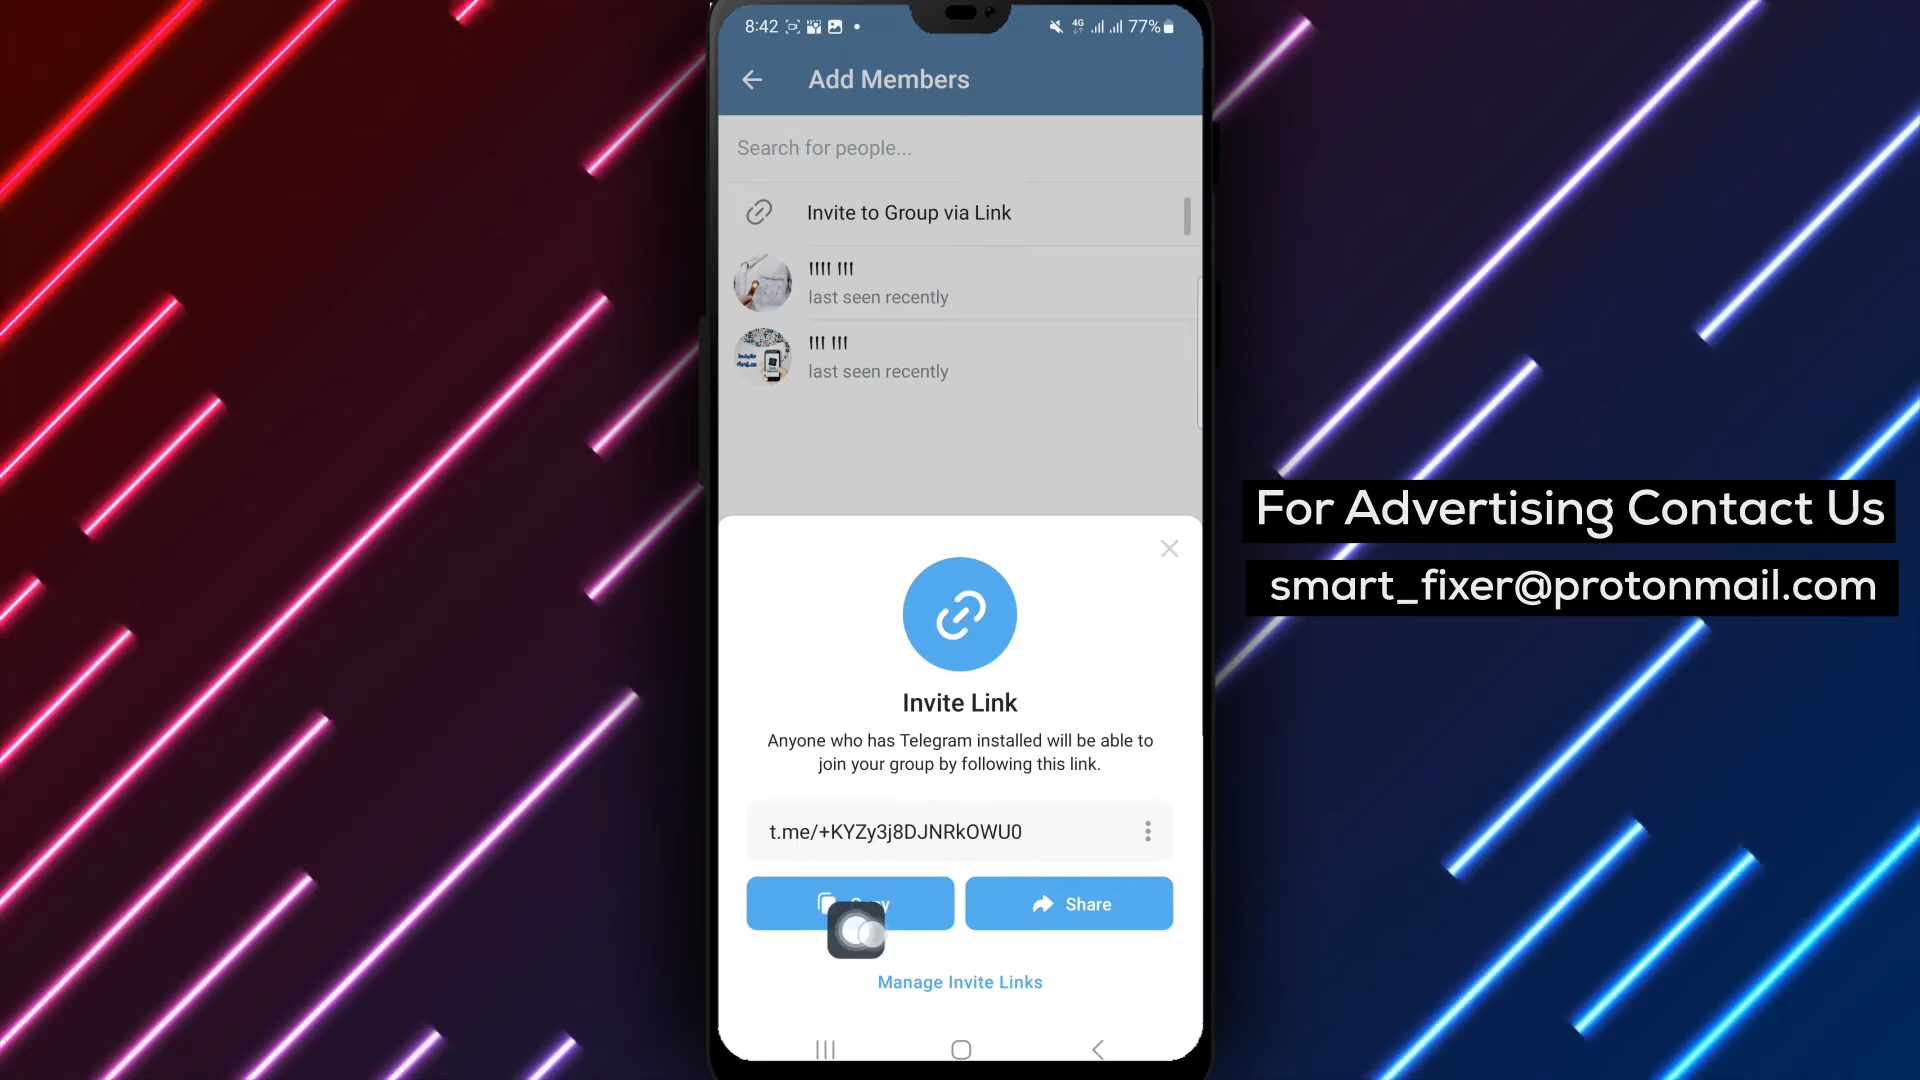 8:42
4G
77%
Add Members
Search for people...
Invite to Group via Link
last seen recently
last seen recently
For Advertising Contact Us
smart_fixer@protonmail.com
Invite Link
Anyone who has Telegram installed will be able to
join your group by following this link.
t.me/+KYZy3j8DJNRkOWU0
Copy
Share
Manage Invite Links